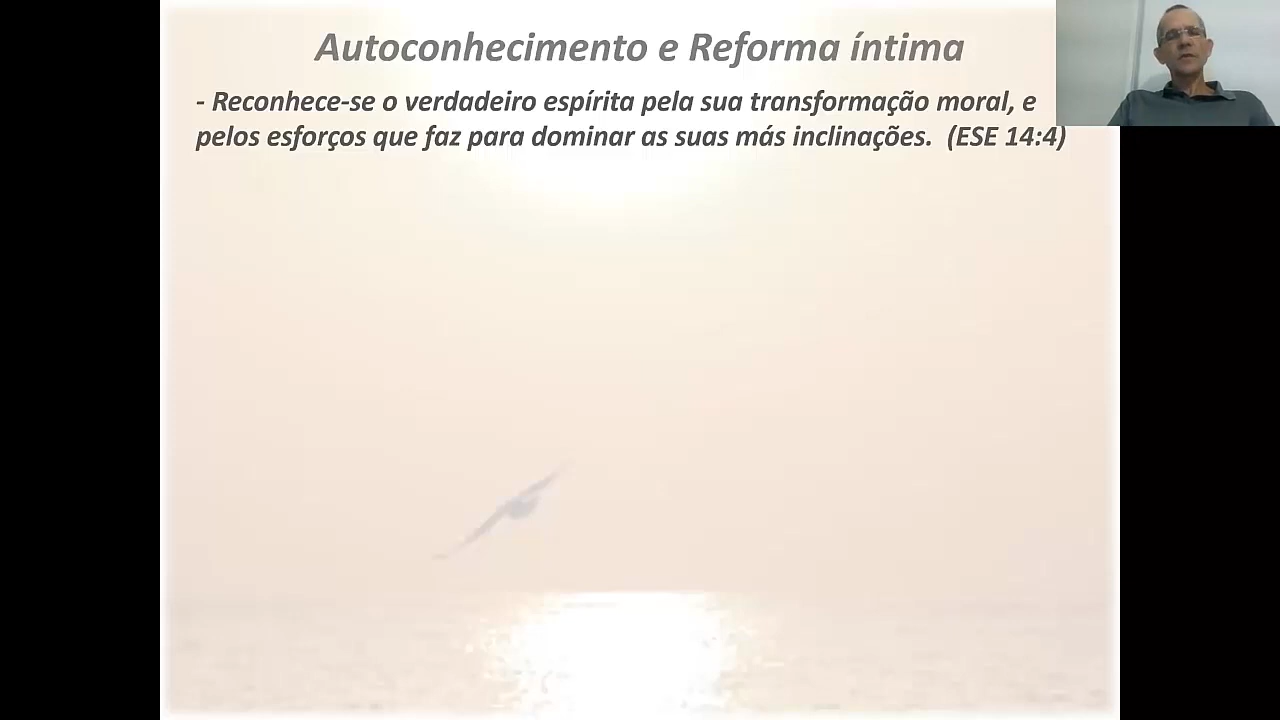 Autoconhecimento e Reforma íntima
- Reconhece-se o verdadeiro espírita pela sua transformação moral, e
pelos esforços que faz para dominar as suas más inclinações.  (ESE 14:4)